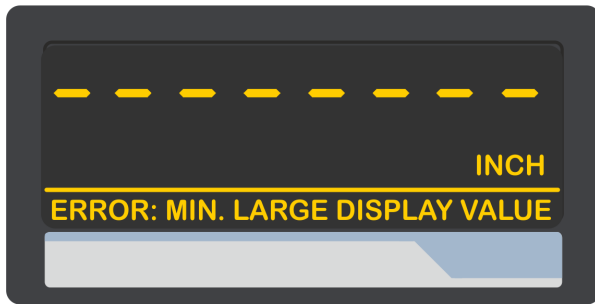 --------
INCH
ERROR: MIN. LARGE DISPLAY VALUE